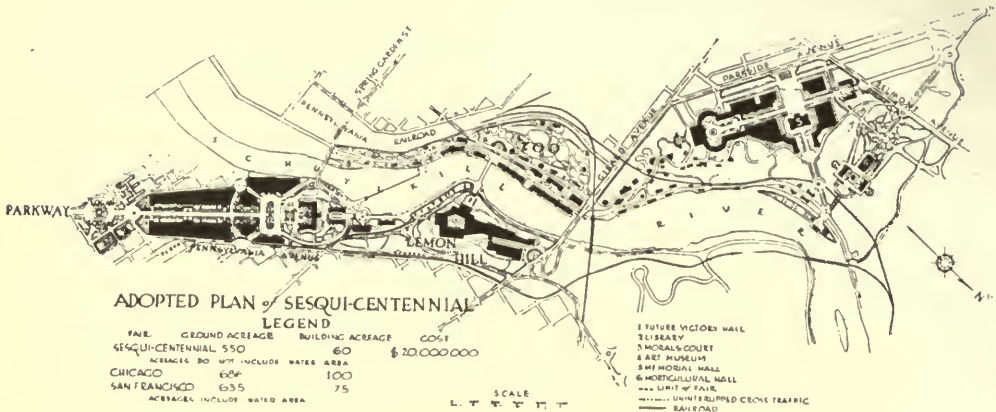 SPRING GARDEN ST
PARKSIDE AVENUE
PENNSYLVANIA RAILROAD
BELMONT AVENUE
ZOO
GIRARD AVENUE
SCHUYLKILL
RIVER
PARKWAY
LEMON HILL
PENNSYLVANIA AVENUE
N
ADOPTED PLAN of SESQUI-CENTENNIAL
LEGEND
FAIR GROUND ACREAGE BUILDING ACREAGE COST
SESQUI-CENTENNIAL 550 60 $20,000,000
ACREAGES DO NOT INCLUDE WATER AREA
CHICAGO 686 100
SAN FRANCISCO 635 75
ACREAGES INCLUDE WATER AREA
SCALE
1 FUTURE VICTORY HALL
2 LIBRARY
3 MORALS COURT
4 ART MUSEUM
5 MEMORIAL HALL
6 HORTICULURAL HALL
LIMIT of FAIR
UNINTERUPPED CROSS TRAFFIC
RAILROAD